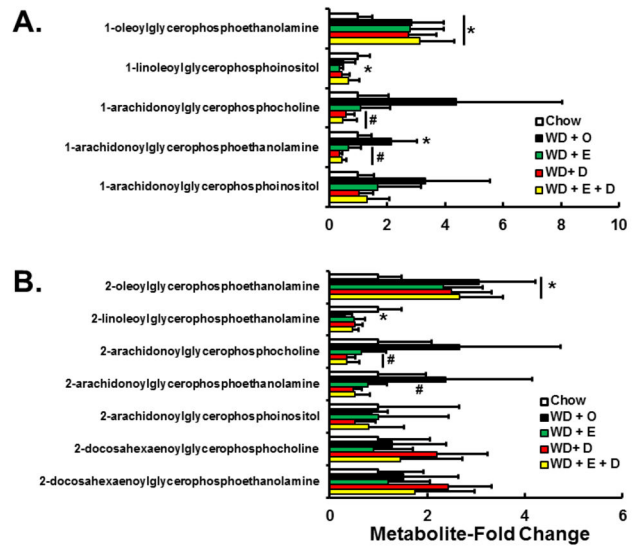 A.
1-oleoylglycerophosphoethanolamine
*
1-linoleoylglycerophosphoinositol
*
1-arachidonoylglycerophosphocholine
#
1-arachidonoylglycerophosphoethanolamine
*
#
1-arachidonoylglycerophosphoinositol
Chow
WD + O
WD + E
WD+ D
WD + E + D
0 2 4 6 8 10
B.
2-oleoylglycerophosphoethanolamine
*
2-linoleoylglycerophosphoethanolamine
*
2-arachidonoylglycerophosphocholine
#
2-arachidonoylglycerophosphoethanolamine
#
2-arachidonoylglycerophosphoinositol
2-docosahexaenoylglycerophosphocholine
2-docosahexaenoylglycerophosphoethanolamine
Chow
WD + O
WD + E
WD+ D
WD + E + D
0 2 4 6
Metabolite-Fold Change